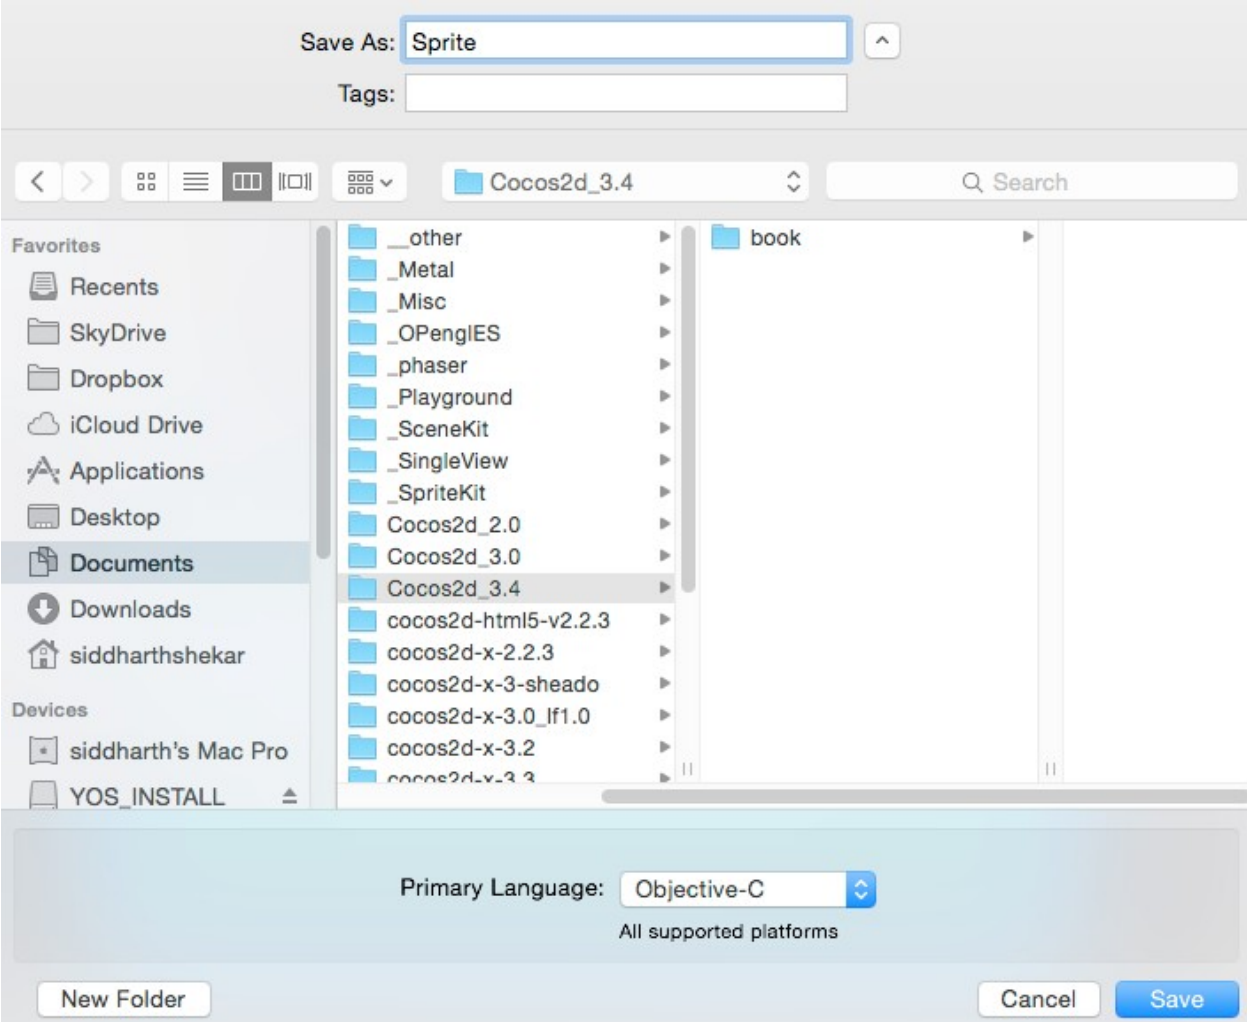 Save As: Sprite
Tags:
Cocos2d_3.4
Search
Favorites
Recents
SkyDrive
Dropbox
iCloud Drive
Applications
Desktop
Documents
Downloads
siddharthshekar
Devices
siddharth's Mac Pro
YOS_INSTALL
__other
_Metal
_Misc
_OPenglES
_phaser
_Playground
_SceneKit
_SingleView
_SpriteKit
Cocos2d_2.0
Cocos2d_3.0
Cocos2d_3.4
cocos2d-html5-v2.2.3
cocos2d-x-2.2.3
cocos2d-x-3-sheado
cocos2d-x-3.0_lf1.0
cocos2d-x-3.2
cocos2d-x-3.3
book
Primary Language: Objective-C
All supported platforms
New Folder
Cancel
Save